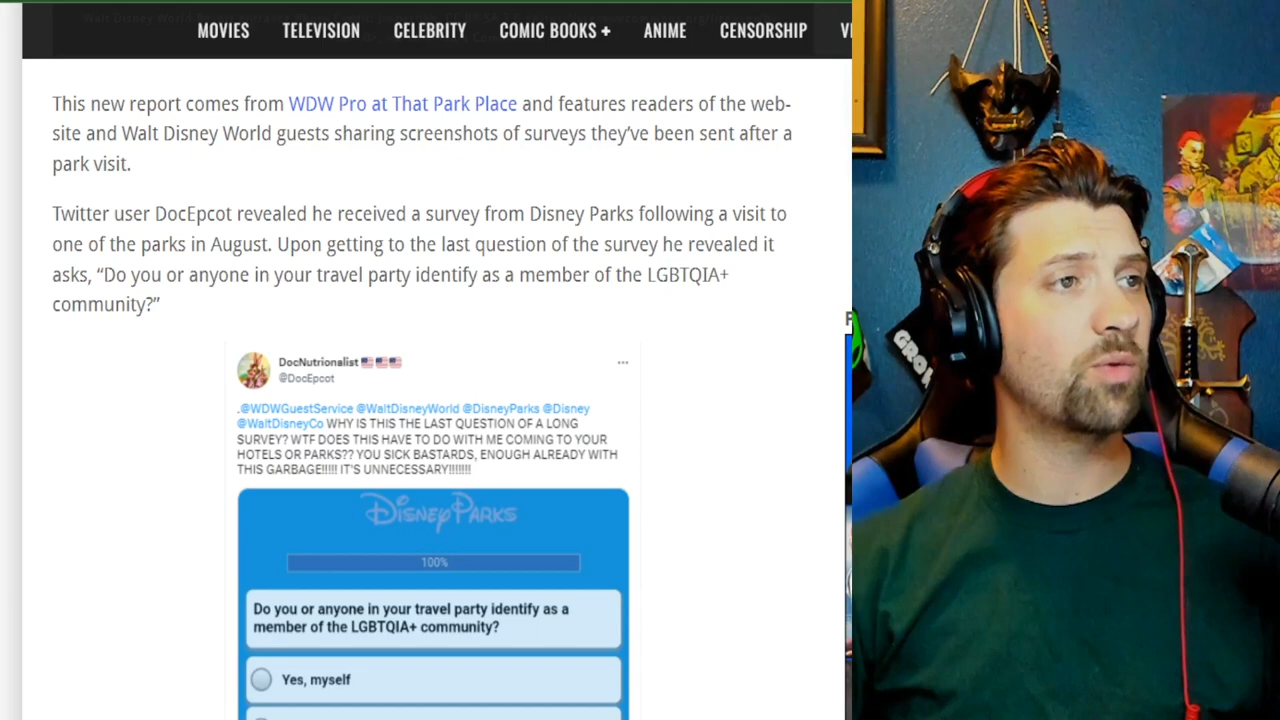 MOVIES TELEVISION CELEBRITY COMIC BOOKS + ANIME CENSORSHIP
This new report comes from WDW Pro at That Park Place and features readers of the web-
site and Walt Disney World guests sharing screenshots of surveys they've been sent after a
park visit.
Twitter user DocEpcot revealed he received a survey from Disney Parks following a visit to
one of the parks in August. Upon getting to the last question of the survey he revealed it
asks, “Do you or anyone in your travel party identify as a member of the LGBTQIA+
community?”
DocNutrionalist
@DocEpcot
.@WDWGuestService @WaltDisneyWorld @DisneyParks @Disney
@WaltDisneyCo WHY IS THIS THE LAST QUESTION OF A LONG
SURVEY? WTF DOES THIS HAVE TO DO WITH ME COMING TO YOUR
HOTELS OR PARKS?? YOU SICK BASTARDS, ENOUGH ALREADY WITH
THIS GARBAGE!!!!! IT'S UNNECESSARY!!!!!!!
Disney Parks
100%
Do you or anyone in your travel party identify as a
member of the LGBTQIA+ community?
Yes, myself